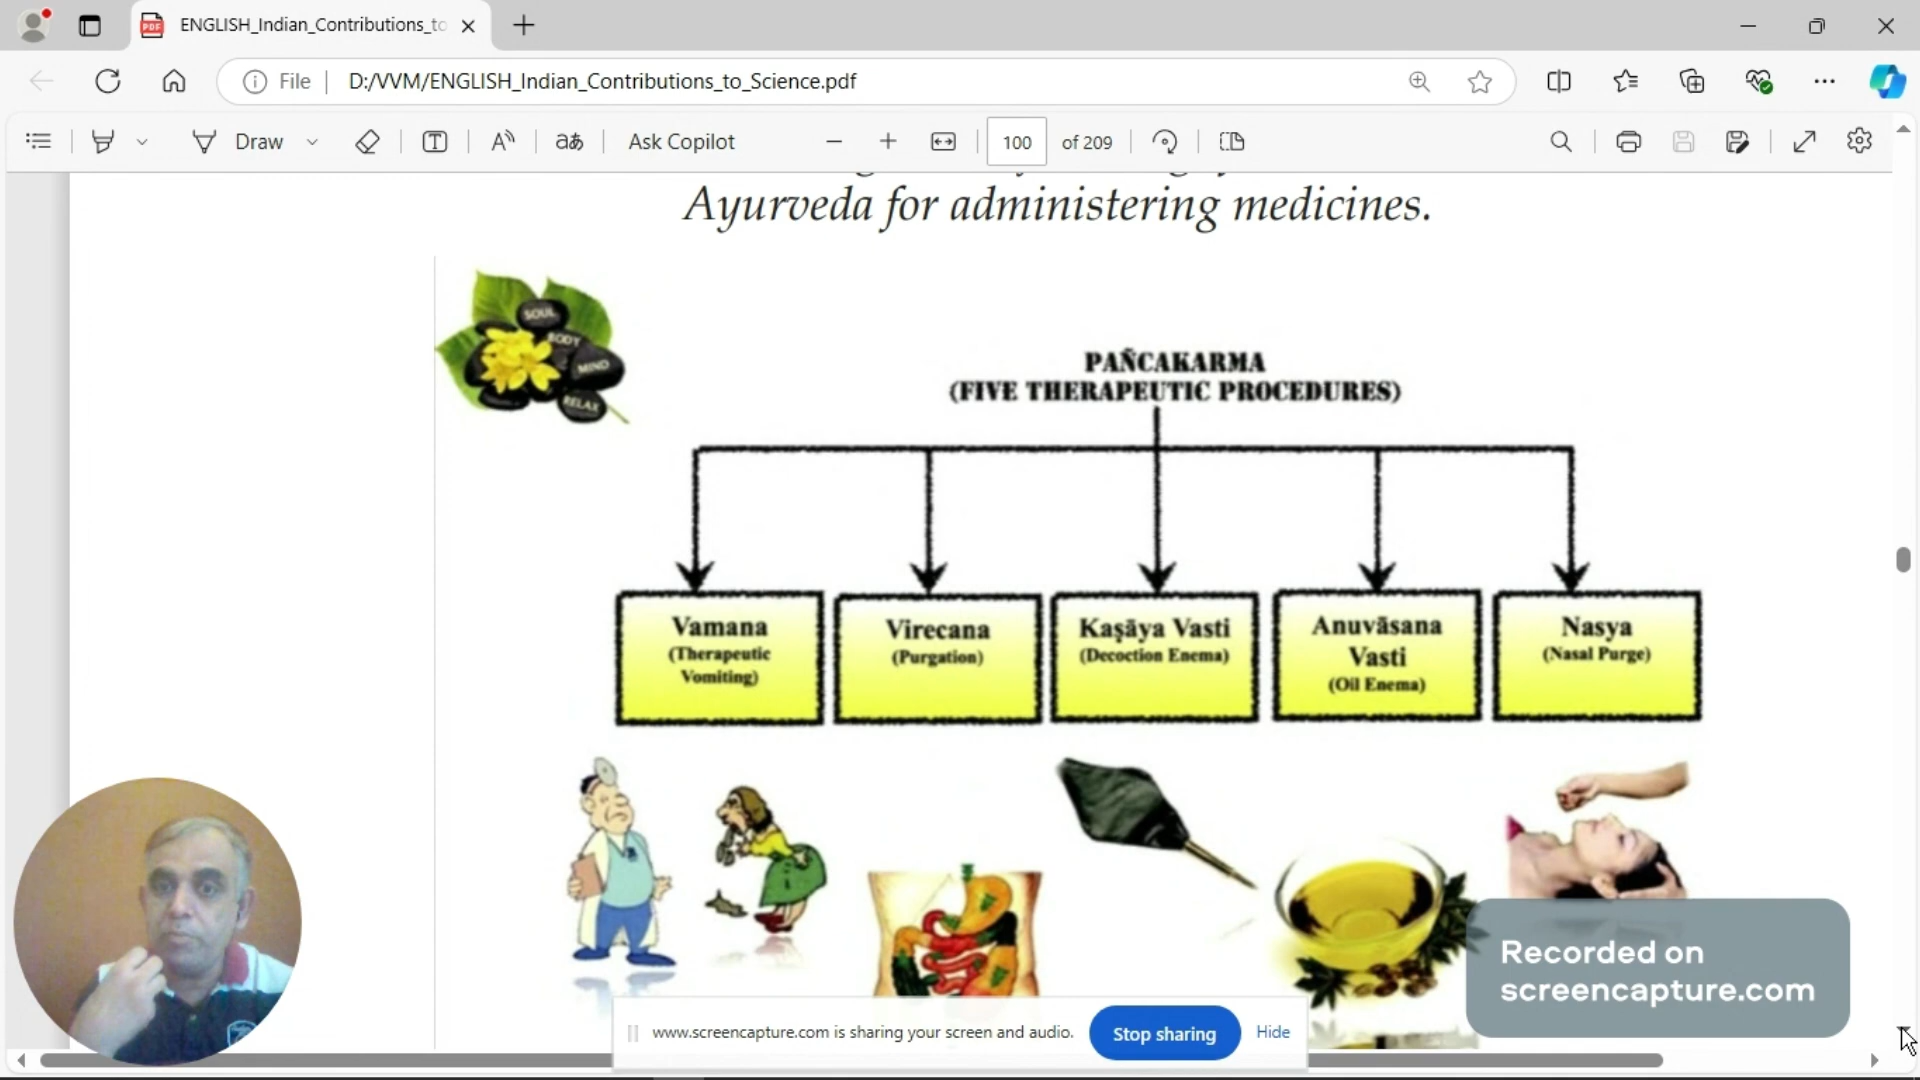 ENGLISH_Indian_Contributions_to
File
D:/VVM/ENGLISH_Indian_Contributions_to_Science.pdf
Draw
Ask Copilot
100
of 209
Ayurveda for administering medicines.
SOUL
BODY
MIND
RELAX
PAÑCAKARMA
(FIVE THERAPEUTIC PROCEDURES)
Vamana
(Therapeutic
Vomiting)
Virecana
(Purgation)
Kaṣāya Vasti
(Decoction Enema)
Anuvāsana
Vasti
(Oil Enema)
Nasya
(Nasal Purge)
Recorded on
screencapture.com
www.screencapture.com is sharing your screen and audio.
Stop sharing
Hide